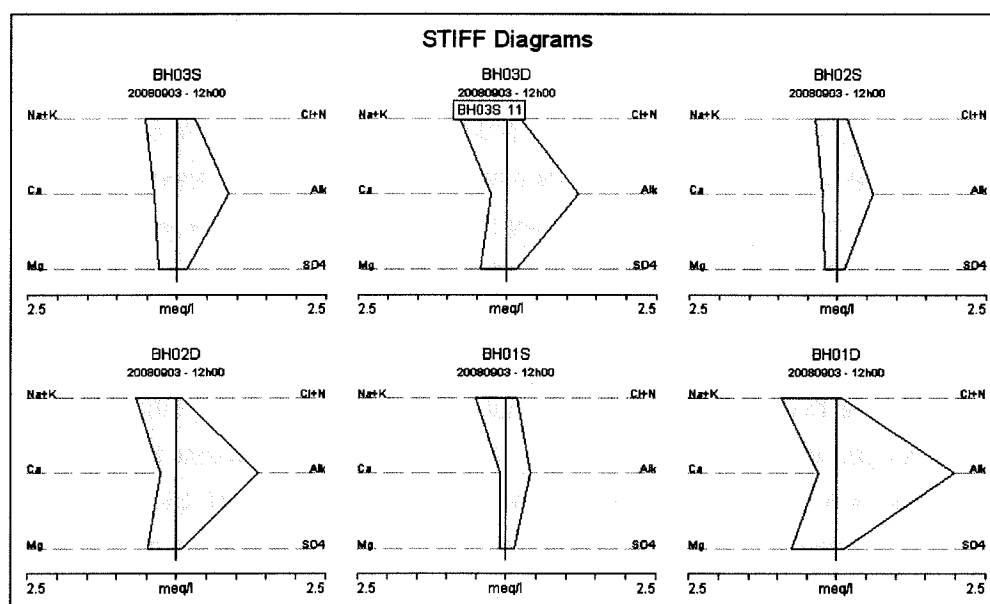 STIFF Diagrams
BH03S
20080903 - 12h00
Na+K
Cl+N
Ca
Alk
Mg
SO4
2.5
meq/l
2.5
BH03D
20080903 - 12h00
BH03S 11
Na+K
Cl+N
Ca
Alk
Mg
SO4
2.5
meq/l
2.5
BH02S
20080903 - 12h00
Na+K
Cl+N
Ca
Alk
Mg
SO4
2.5
meq/l
2.5
BH02D
20080903 - 12h00
Na+K
Cl+N
Ca
Alk
Mg
SO4
2.5
meq/l
2.5
BH01S
20080903 - 12h00
Na+K
Cl+N
Ca
Alk
Mg
SO4
2.5
meq/l
2.5
BH01D
20080903 - 12h00
Na+K
Cl+N
Ca
Alk
Mg
SO4
2.5
meq/l
2.5